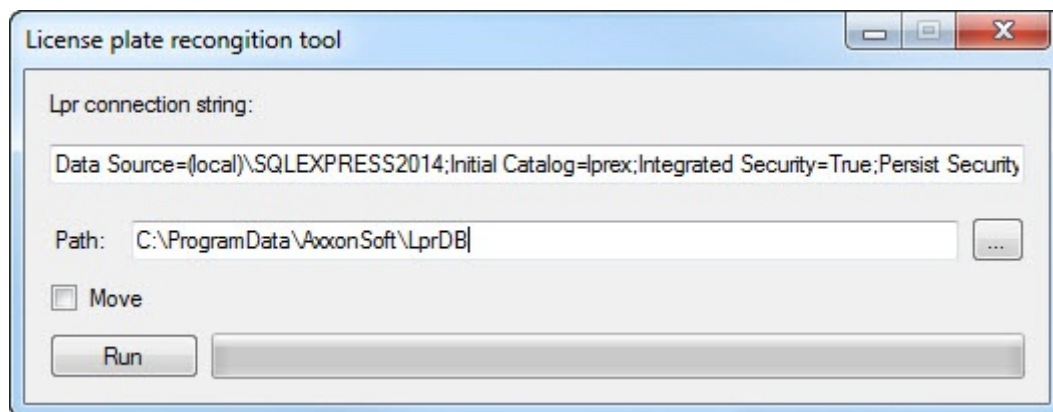 License plate recongition tool
Lpr connection string:
Data Source=(local)\SQLEXPRESS2014;Initial Catalog=lprex;Integrated Security=True;Persist Security
Path: C:\ProgramData\AxxonSoft\LprDB ...
Move
Run